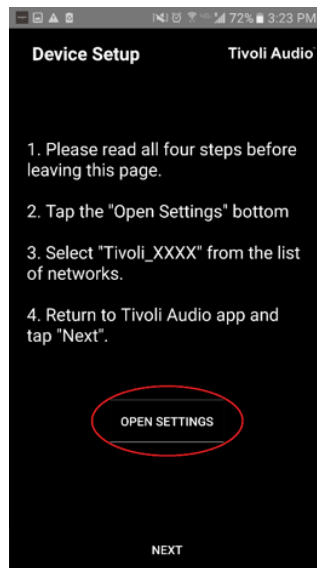 72% 3:23 PM
Device Setup Tivoli Audio
1. Please read all four steps before
leaving this page.
2. Tap the "Open Settings" bottom
3. Select "Tivoli_XXXX" from the list
of networks.
4. Return to Tivoli Audio app and
tap "Next".
OPEN SETTINGS
NEXT